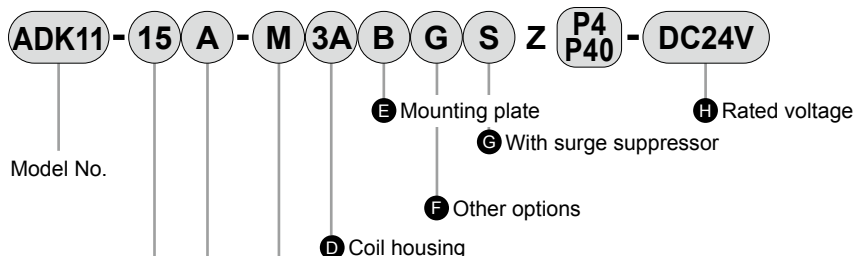 ADK11 - 15 A - M 3A B G S Z P4 P40 - DC24V
E Mounting plate
H Rated voltage
G With surge suppressor
Model No.
F Other options
D Coil housing